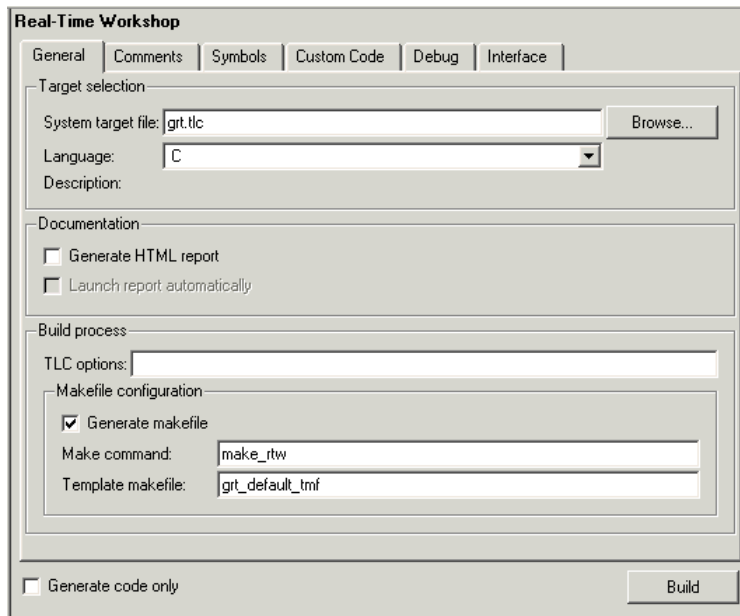 Real-Time Workshop
General Comments Symbols Custom Code Debug Interface
Target selection
System target file: grt.tlc Browse...
Language: C
Description:
Documentation
Generate HTML report
Launch report automatically
Build process
TLC options:
Makefile configuration
Generate makefile
Make command: make_rtw
Template makefile: grt_default_tmf
Generate code only Build